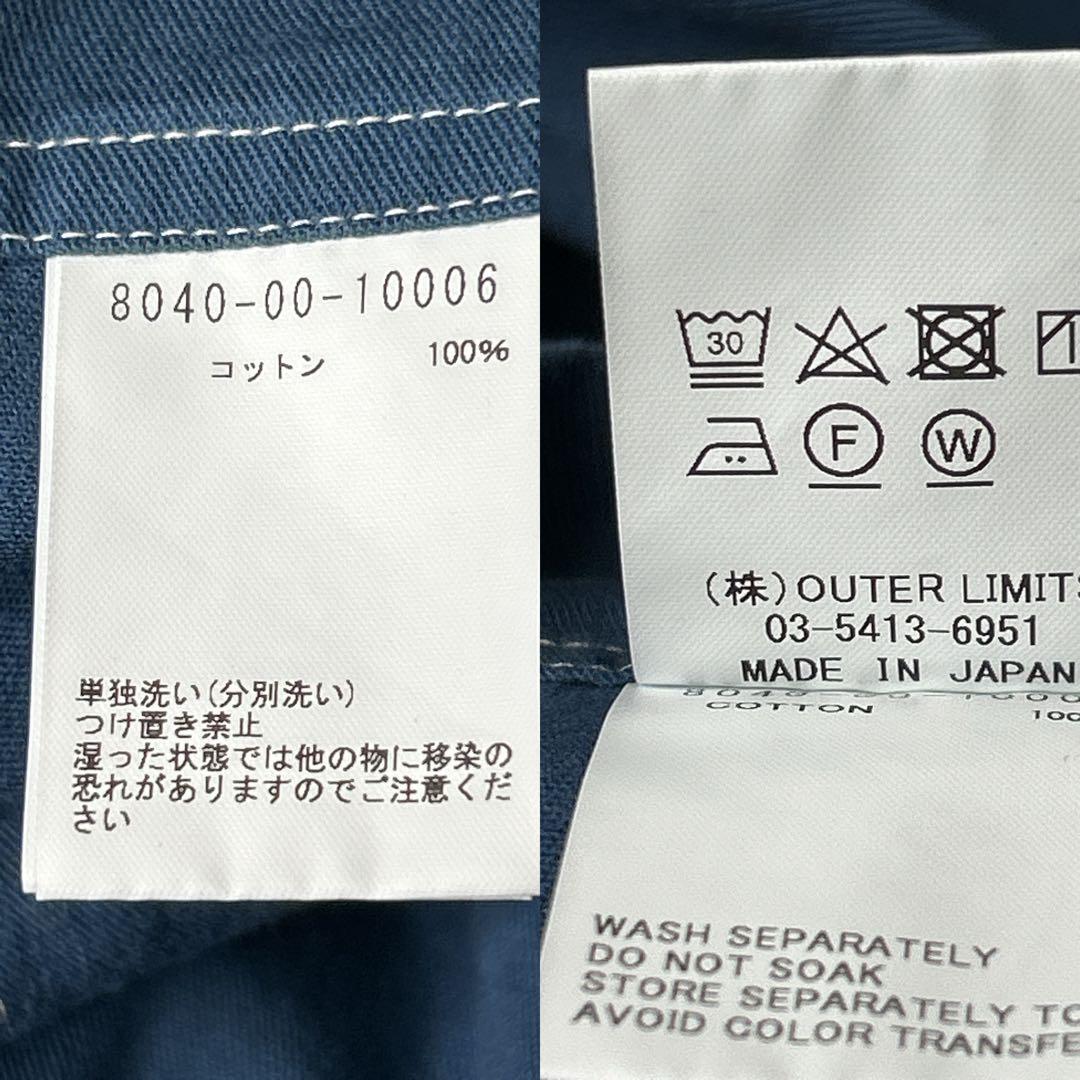 8040-00-10006
コットン 100%
単独洗い(分別洗い)
つけ置き禁止
湿った状態では他の物に移染の
恐れがありますのでご注意くだ
さい
30
F W
(株)OUTER LIMITS
03-5413-6951
MADE IN JAPAN
COTTON 100
WASH SEPARATELY
DO NOT SOAK
STORE SEPARATELY TO
AVOID COLOR TRANSFE